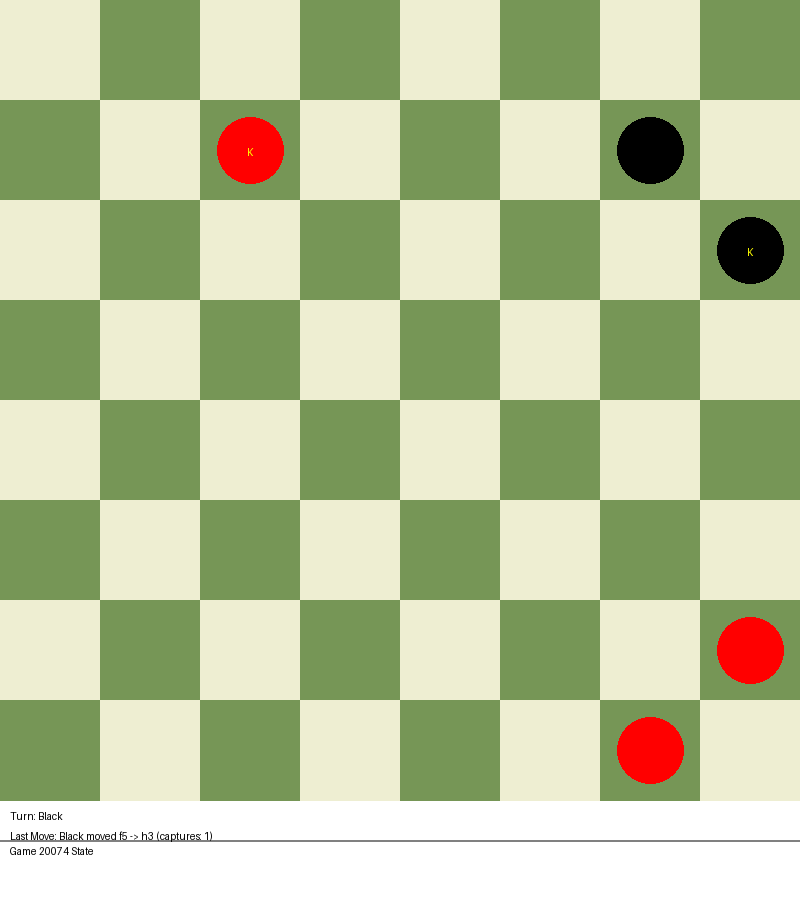 K
K
Turn: Black
Last Move: Black moved f5 -> h3 (captures: 1)
Game 20074 State